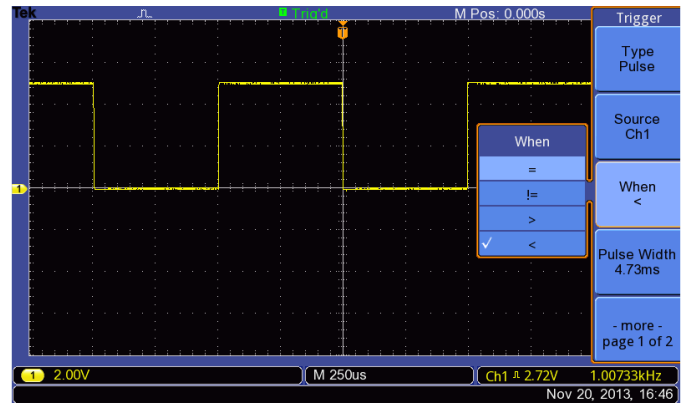 Tek T Trig'd M Pos: 0.000s
T
Trigger
Type
Pulse
Source
Ch1
When
<
Pulse Width
4.73ms
- more -
page 1 of 2
When
=
!=
>
✓ <
1
1 2.00V M 250us Ch1 2.72V 1.00733kHz
Nov 20, 2013, 16:46